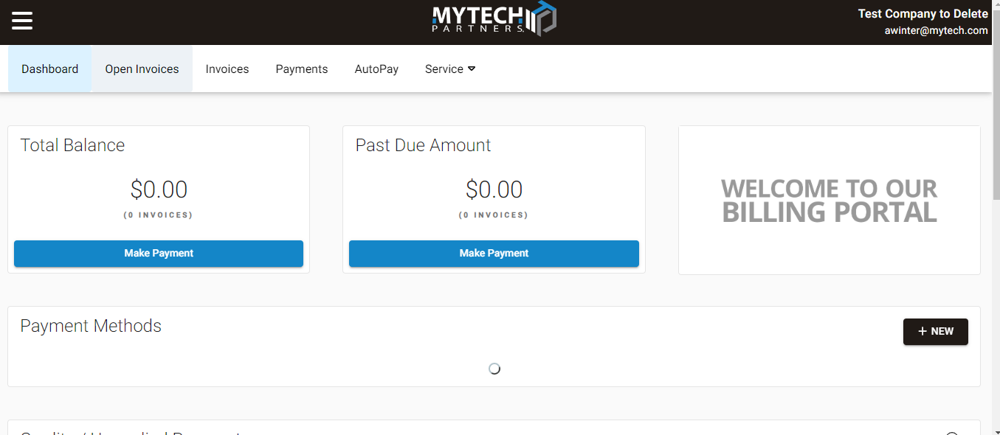 MYTECH
PARTNERS
Test Company to Delete
awinter@mytech.com
Dashboard
Open Invoices
Invoices
Payments
AutoPay
Service
Total Balance
$0.00
(0 INVOICES)
Make Payment
Past Due Amount
$0.00
(0 INVOICES)
Make Payment
WELCOME TO OUR
BILLING PORTAL
Payment Methods
+ NEW